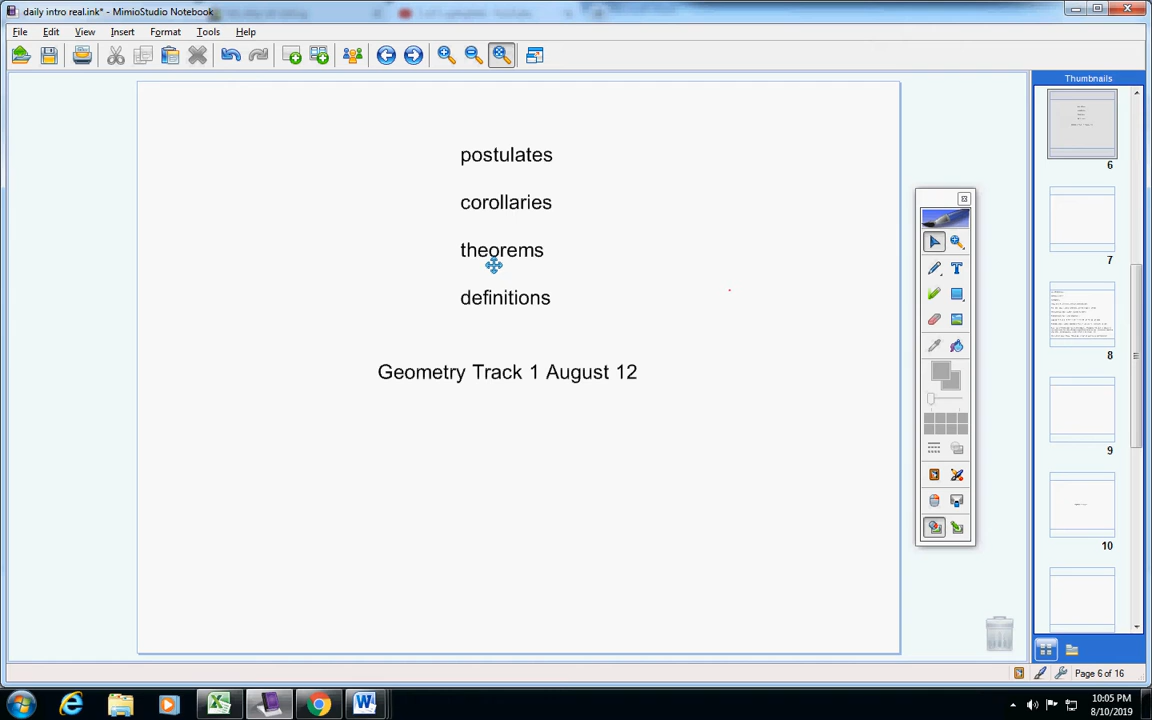 daily intro real.ink* - MimioStudio Notebook
File Edit View Insert Format Tools Help
postulates
corollaries
theorems
definitions
Geometry Track 1 August 12
Thumbnails
6
7
8
9
10
Page 6 of 16
10:05 PM
8/10/2019